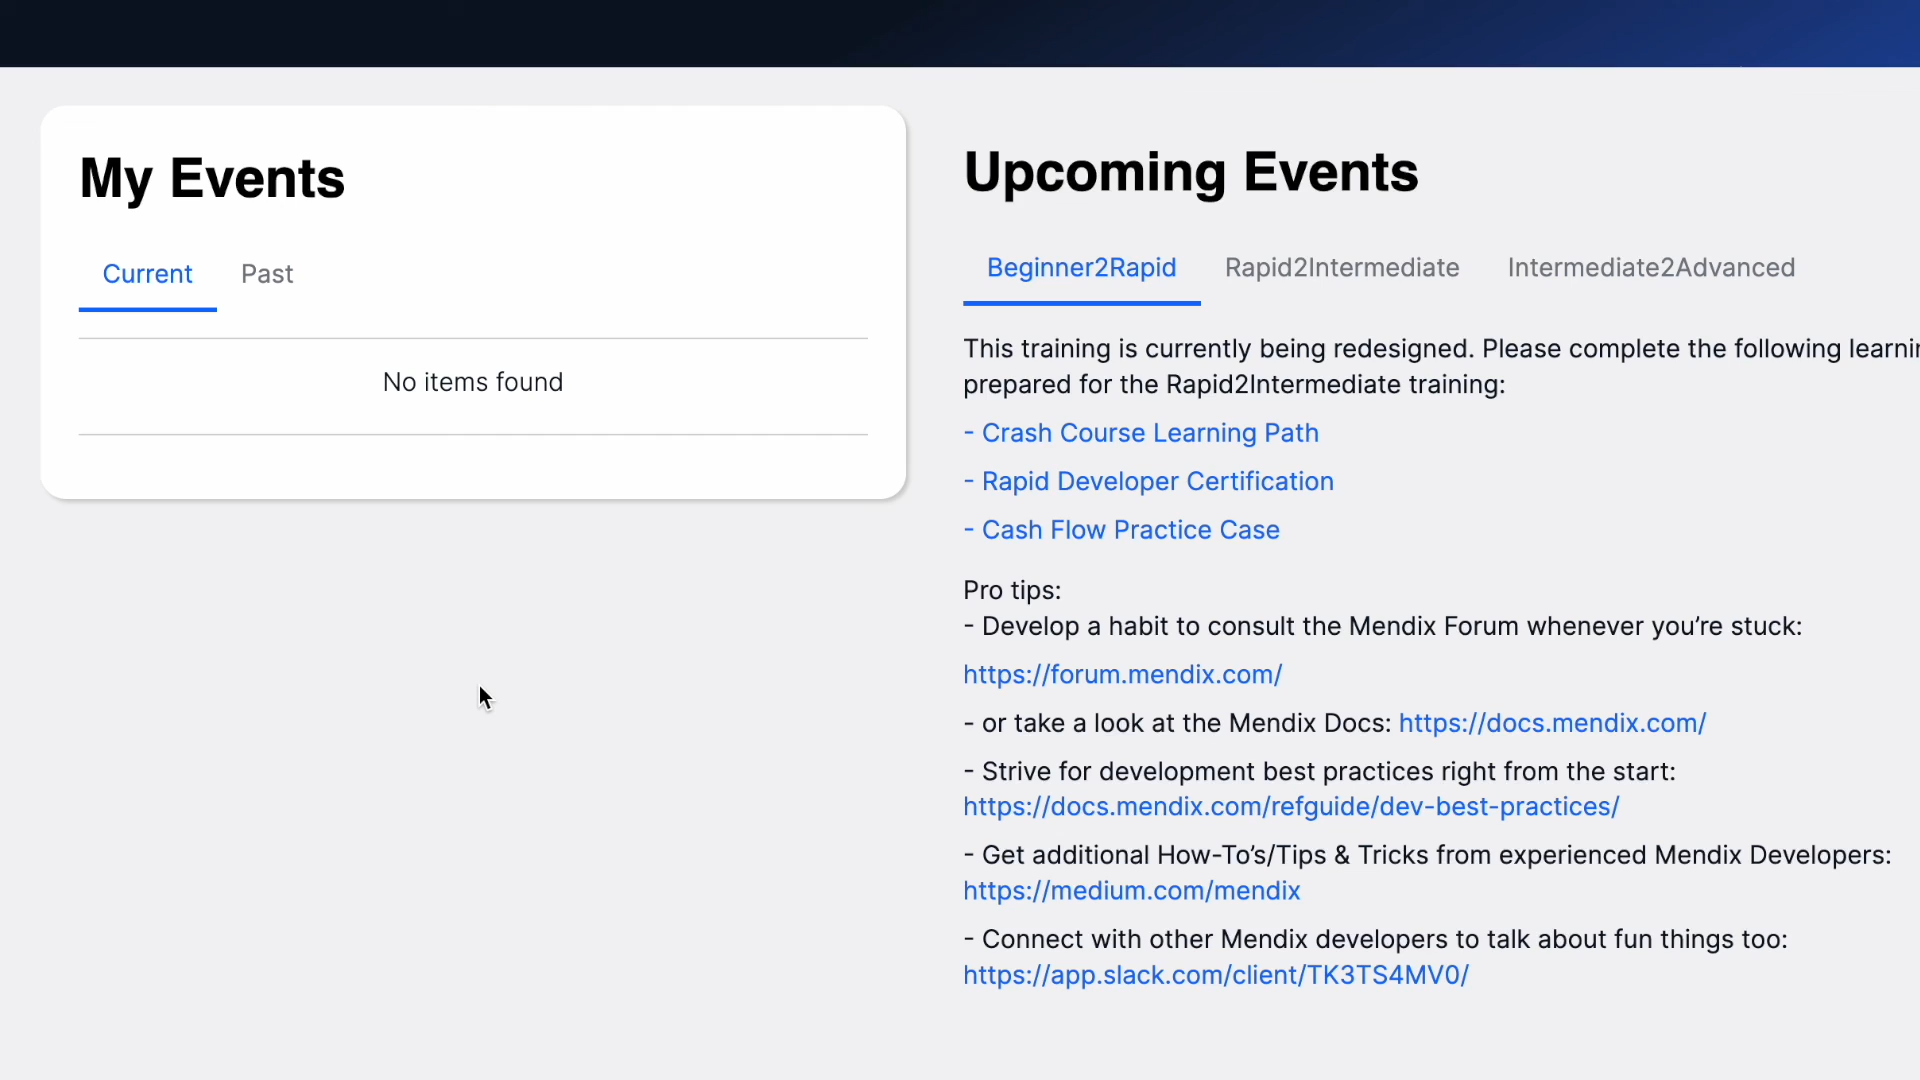 My Events
Current Past
No items found
Upcoming Events
Beginner2Rapid Rapid2Intermediate Intermediate2Advanced
This training is currently being redesigned. Please complete the following
prepared for the Rapid2Intermediate training:
- Crash Course Learning Path
- Rapid Developer Certification
- Cash Flow Practice Case
Pro tips:
- Develop a habit to consult the Mendix Forum whenever you’re stuck:
https://forum.mendix.com/
- or take a look at the Mendix Docs: https://docs.mendix.com/
- Strive for development best practices right from the start:
https://docs.mendix.com/refguide/dev-best-practices/
- Get additional How-To’s/Tips & Tricks from experienced Mendix Developers:
https://medium.com/mendix
- Connect with other Mendix developers to talk about fun things too:
https://app.slack.com/client/TK3TS4MV0/